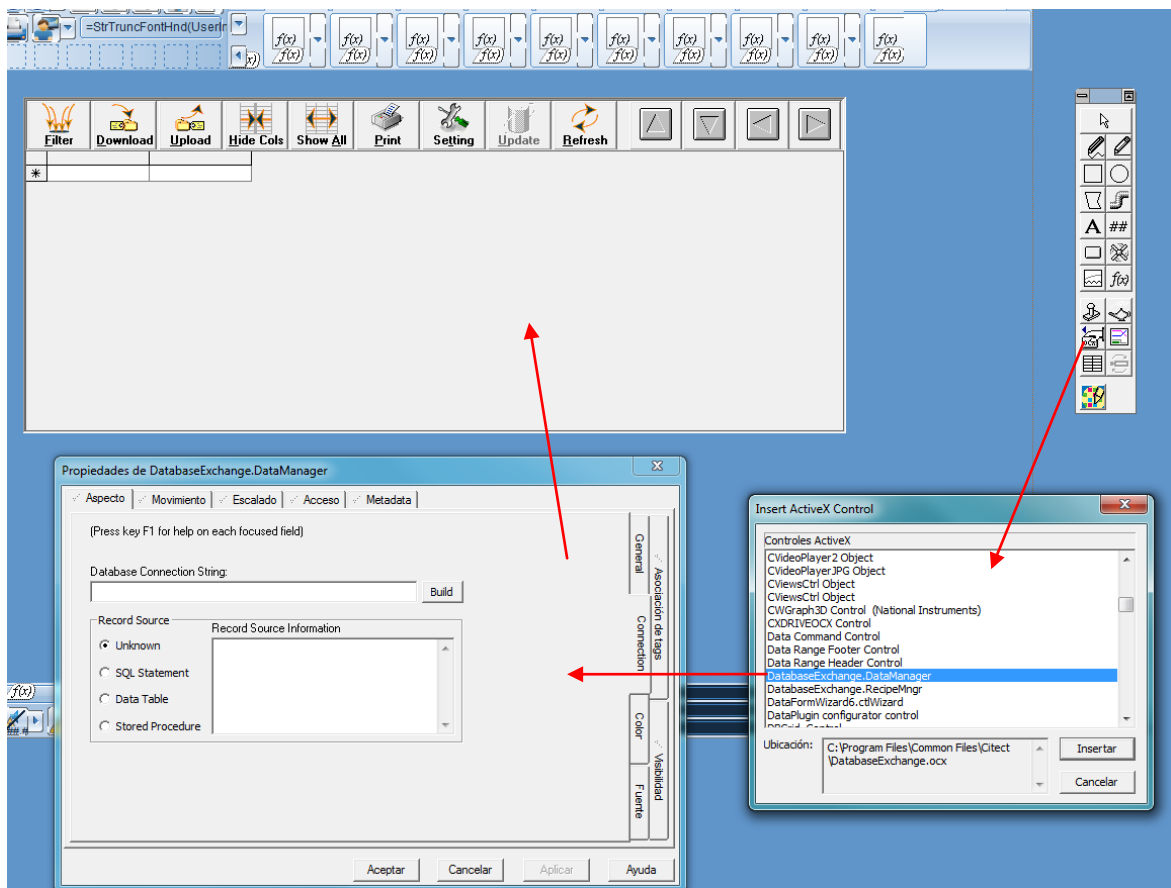 =StrTruncFontHnd(UserIr
f(x) f(x) f(x) f(x) f(x) f(x) f(x) f(x) f(x) f(x)
x)) f(x) f(x) f(x) f(x) f(x) f(x) f(x) f(x) f(x) f(x)
Filter Download Upload Hide Cols Show All Print Setting Update Refresh
*
A ##
f(x)
ocx
Propiedades de DatabaseExchange.DataManager
Aspecto Movimiento Escalado Acceso Metadata
(Press key F1 for help on each focused field)
Database Connection String:
Build
Record Source
Record Source Information
Unknown
SQL Statement
Data Table
Stored Procedure
General
Connection
Color
Fuente
Asociación de tags
Visibilidad
Aceptar Cancelar Aplicar Ayuda
f(x))
##.#
Insert ActiveX Control
Controles ActiveX
CVideoPlayer2 Object
CVideoPlayerJPG Object
CViewsCtrl Object
CViewsCtrl Object
CWGraph3D Control (National Instruments)
CXDRIVEOCX Control
Data Command Control
Data Range Footer Control
Data Range Header Control
DatabaseExchange.DataManager
DatabaseExchange.RecipeMngr
DataFormWizard6.ctlWizard
DataPlugin configurator control
Ubicación:
C:\Program Files\Common Files\Citect
\DatabaseExchange.ocx
Insertar
Cancelar